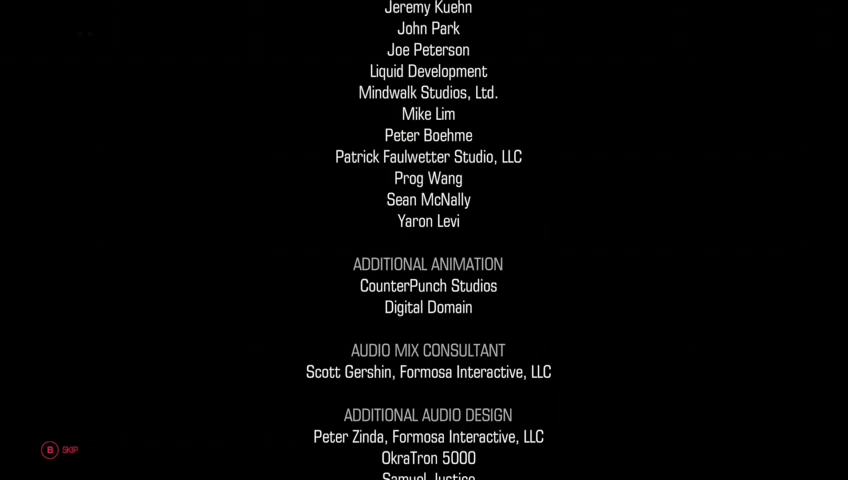 Jeremy Kuehn
John Park
Joe Peterson
Liquid Development
Mindwalk Studios, Ltd.
Mike Lim
Peter Boehme
Patrick Faulwetter Studio, LLC
Prog Wang
Sean McNally
Yaron Levi
ADDITIONAL ANIMATION
CounterPunch Studios
Digital Domain
AUDIO MIX CONSULTANT
Scott Gershin, Formosa Interactive, LLC
ADDITIONAL AUDIO DESIGN
Peter Zinda, Formosa Interactive, LLC
B SKIP
OkraTron 5000
Samuel Justice